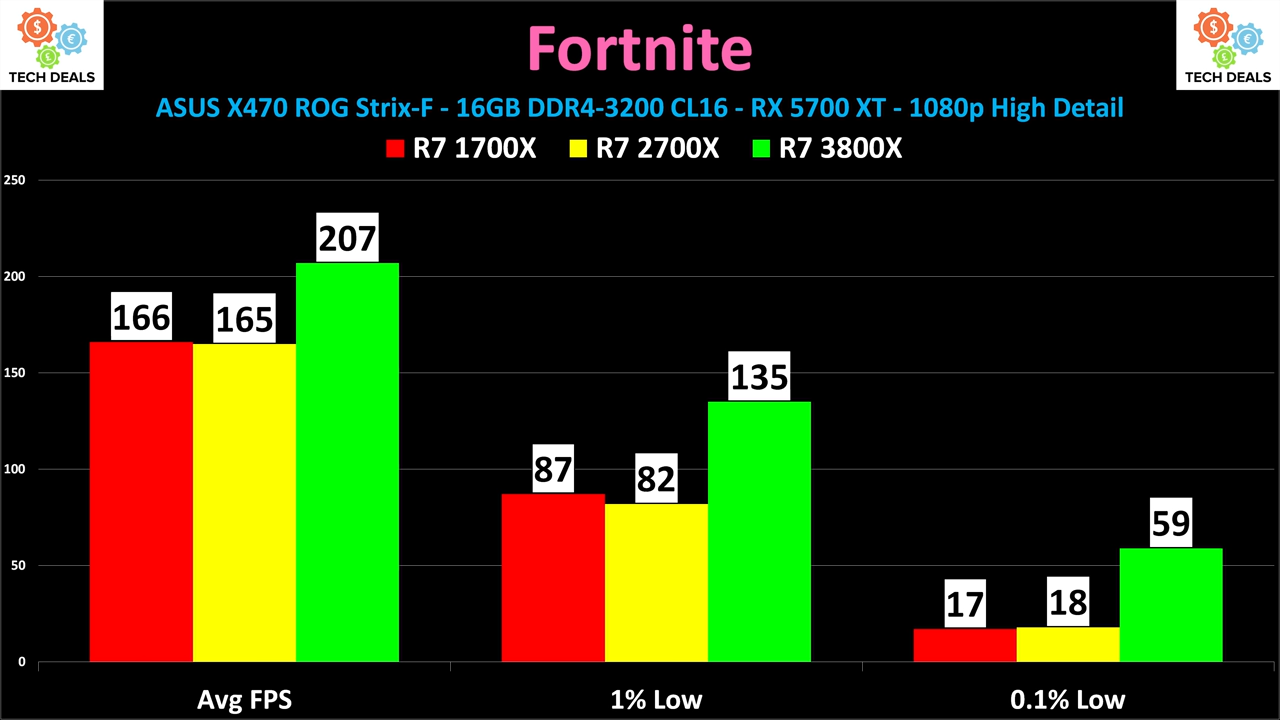 TECH DEALS
Fortnite
TECH DEALS
ASUS X470 ROG Strix-F - 16GB DDR4-3200 CL16 - RX 5700 XT - 1080p High Detail
R7 1700X R7 2700X R7 3800X
250
200
150
100
50
0
166 165 207
87 82 135
17 18 59
Avg FPS 1% Low 0.1% Low